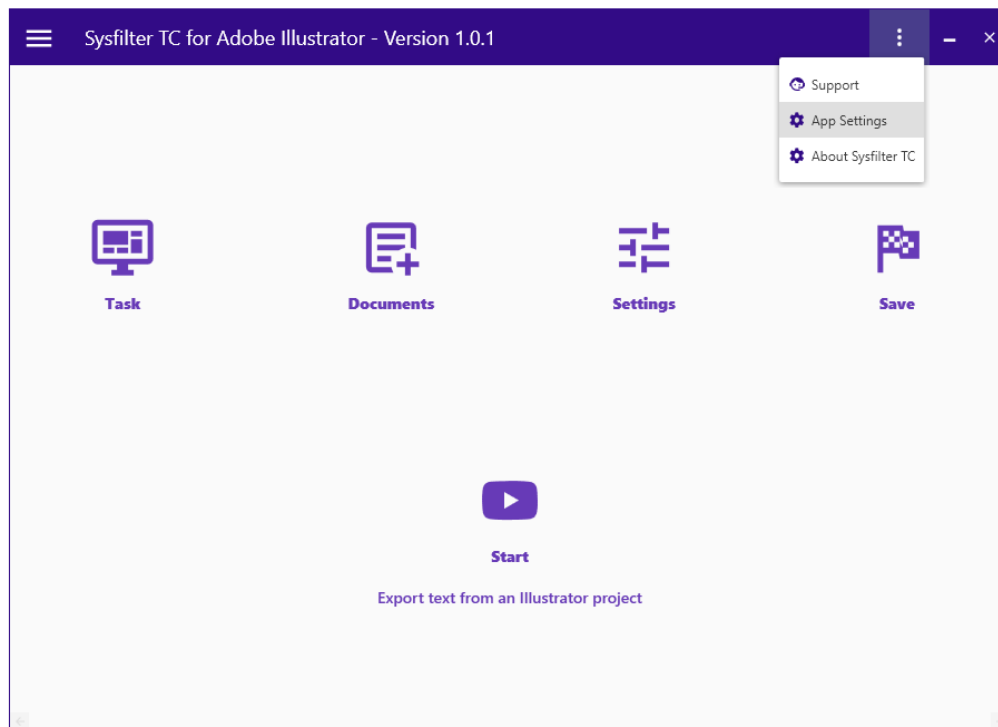 Sysfilter TC for Adobe Illustrator - Version 1.0.1
Support
App Settings
About Sysfilter TC
Task
Documents
Settings
Save
Start
Export text from an Illustrator project